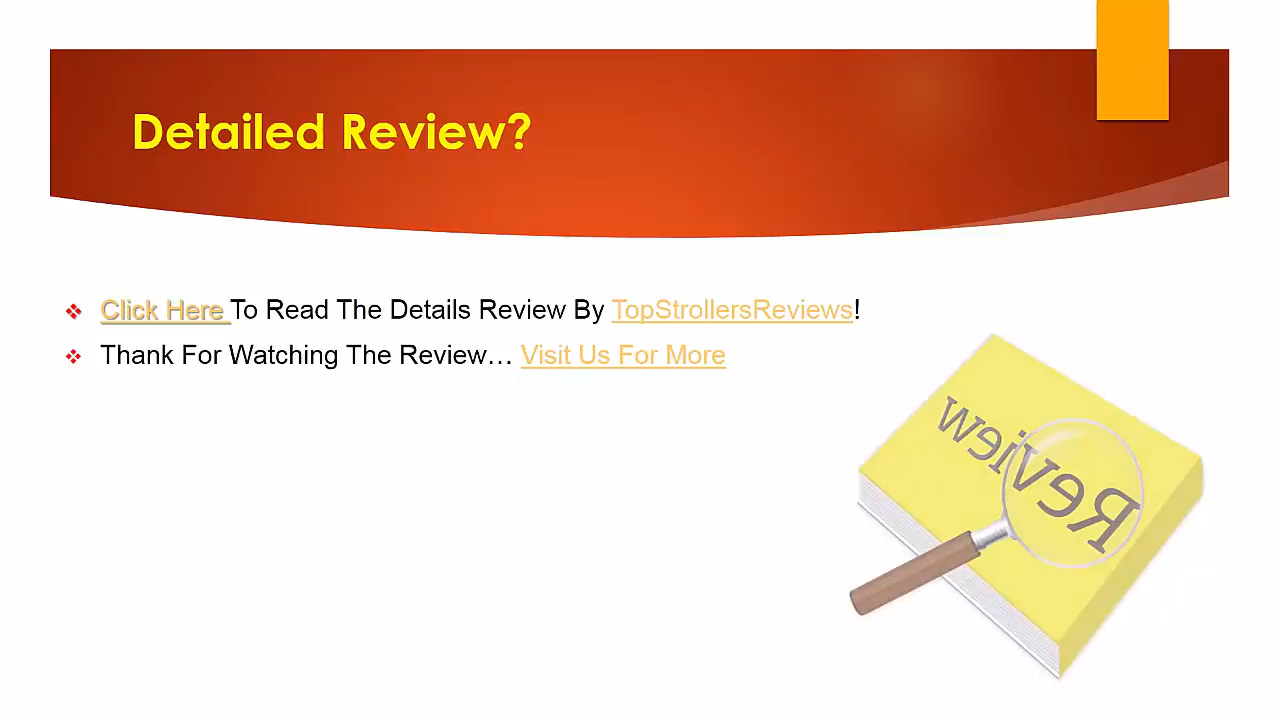 Detailed Review?
Click Here To Read The Details Review By TopStrollersReviews!
Thank For Watching The Review… Visit Us For More
Review